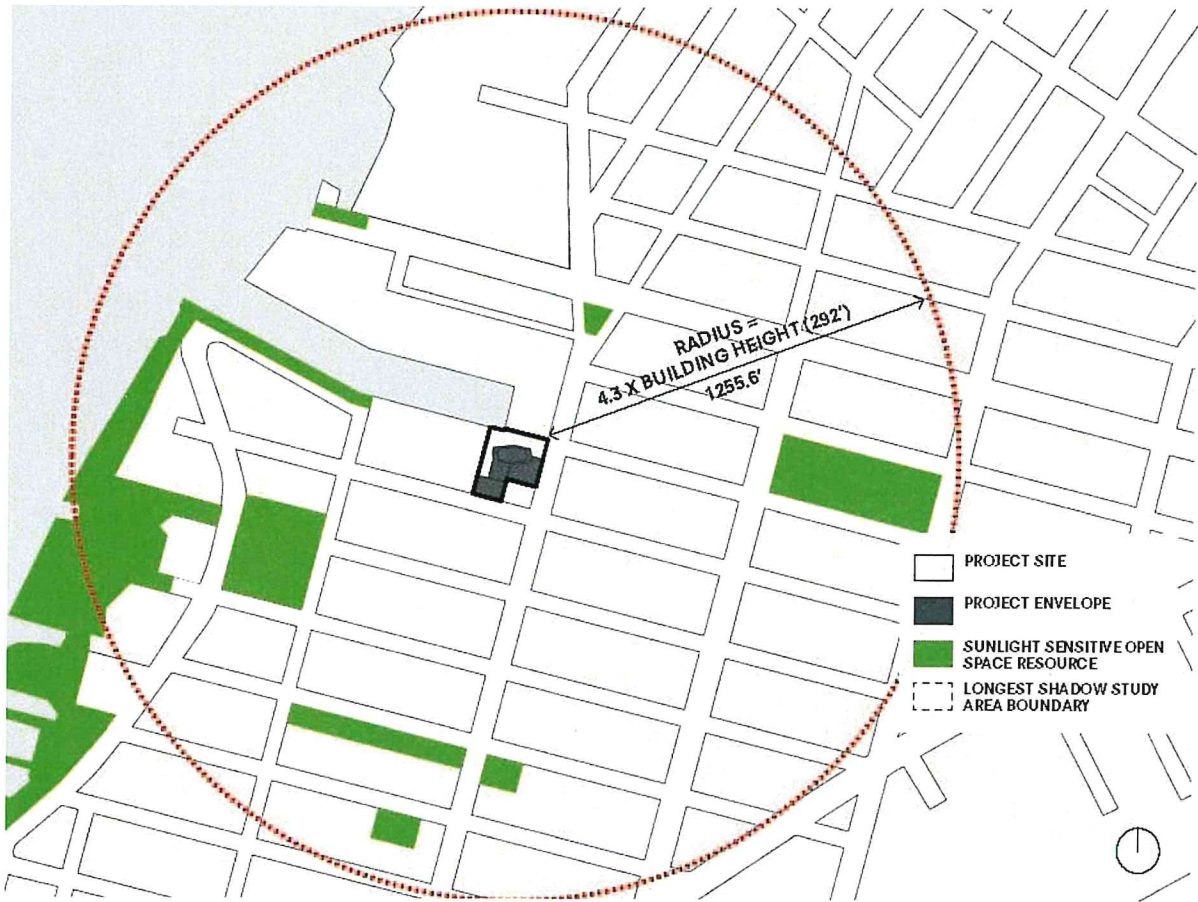 RADIUS =
4.3 X BUILDING HEIGHT (292')
1255.6'
PROJECT SITE
PROJECT ENVELOPE
SUNLIGHT SENSITIVE OPEN
SPACE RESOURCE
LONGEST SHADOW STUDY
AREA BOUNDARY